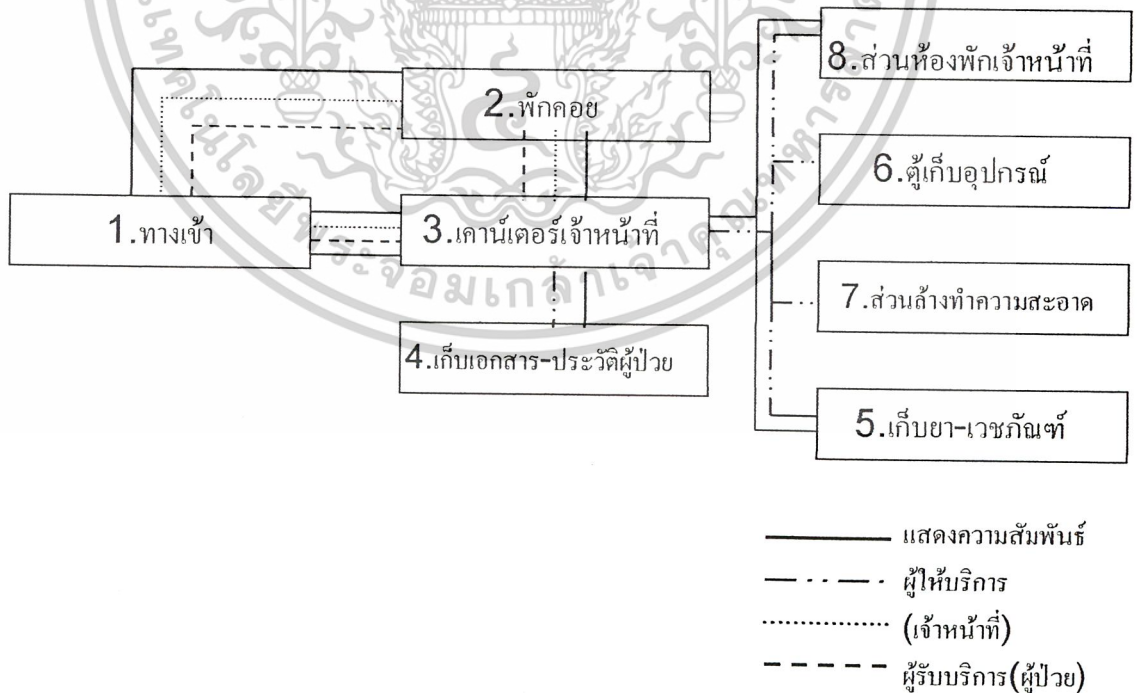 8.ส่วนห้องพักเจ้าหน้าที่
2.พักคอย
6.ตู้เก็บอุปกรณ์
1.ทางเข้า
3.เคาน์เตอร์เจ้าหน้าที่
7.ส่วนล้างทำความสะอาด
4.เก็บเอกสาร-ประวัติผู้ป่วย
5.เก็บยา-เวชภัณฑ์
แสดงความสัมพันธ์
ผู้ให้บริการ
(เจ้าหน้าที่)
ผู้รับบริการ(ผู้ป่วย)